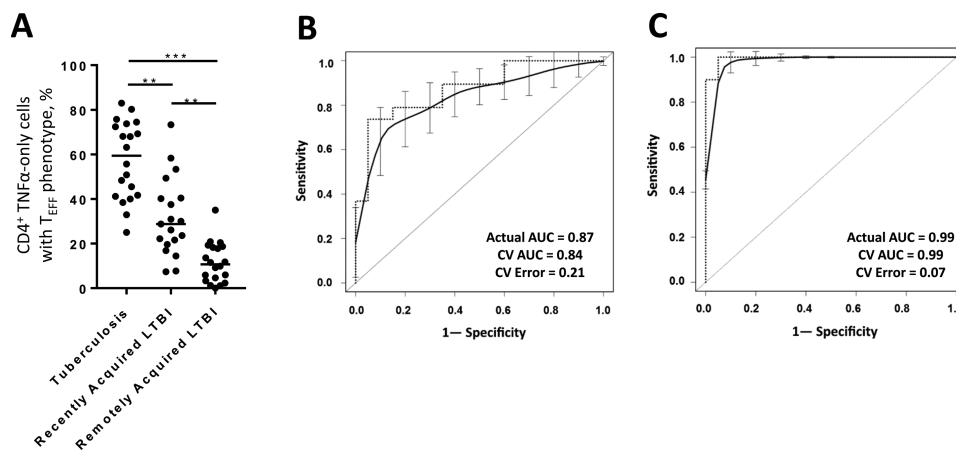 A
CD4⁺ TNFα-only cells
with T_EFF phenotype, %
100
80
60
40
20
0
***
**
**
Tuberculosis
Recently Acquired LTBI
Remotely Acquired LTBI
B
Sensitivity
1.0
0.8
0.6
0.4
0.2
0.0
Actual AUC = 0.87
CV AUC = 0.84
CV Error = 0.21
0.0 0.2 0.4 0.6 0.8 1.0
1— Specificity
C
Sensitivity
1.0
0.8
0.6
0.4
0.2
0.0
Actual AUC = 0.99
CV AUC = 0.99
CV Error = 0.07
0.0 0.2 0.4 0.6 0.8 1.
1— Specificity